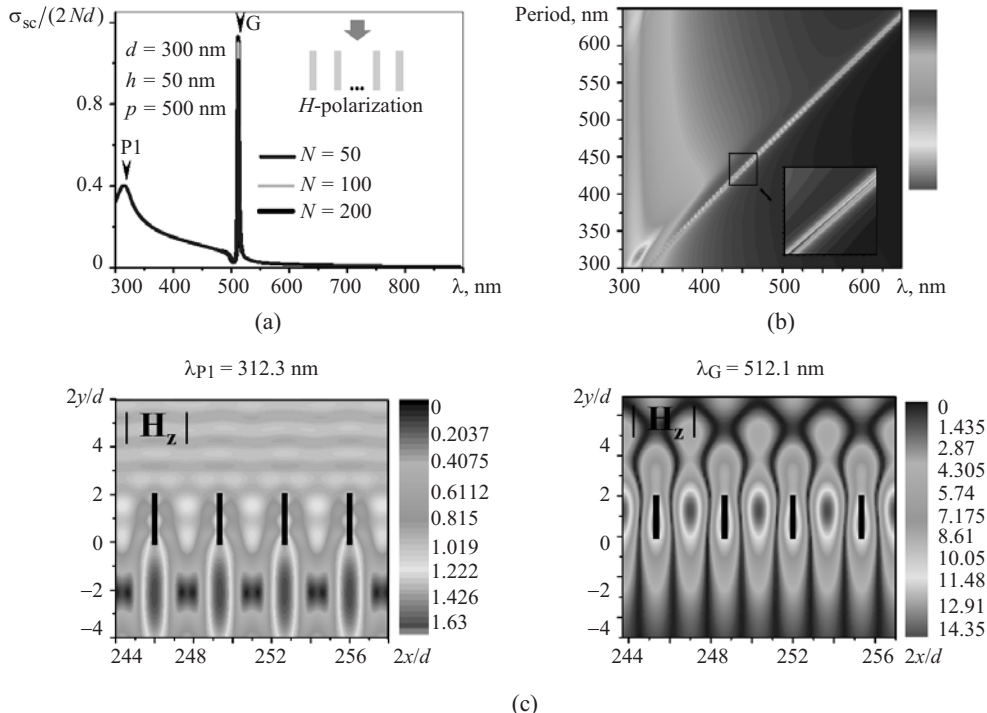 σsc/(2Nd)
G
d = 300 nm
h = 50 nm
p = 500 nm
H-polarization
P1
N = 50
N = 100
N = 200
1.2
0.8
0.4
0
300 400 500 600 700 800 λ, nm
(a)
Period, nm
650
600
550
500
450
400
350
300
300 400 500 600 λ, nm
(b)
λP1 = 312.3 nm
2y/d
| Hz |
4
2
0
−2
−4
244 248 252 256 2x/d
0
0.2037
0.4075
0.6112
0.815
1.019
1.222
1.426
1.63
λG = 512.1 nm
2y/d
| Hz |
4
2
0
−2
−4
244 248 252 256 2x/d
0
1.435
2.87
4.305
5.74
7.175
8.61
10.05
11.48
12.91
14.35
(c)